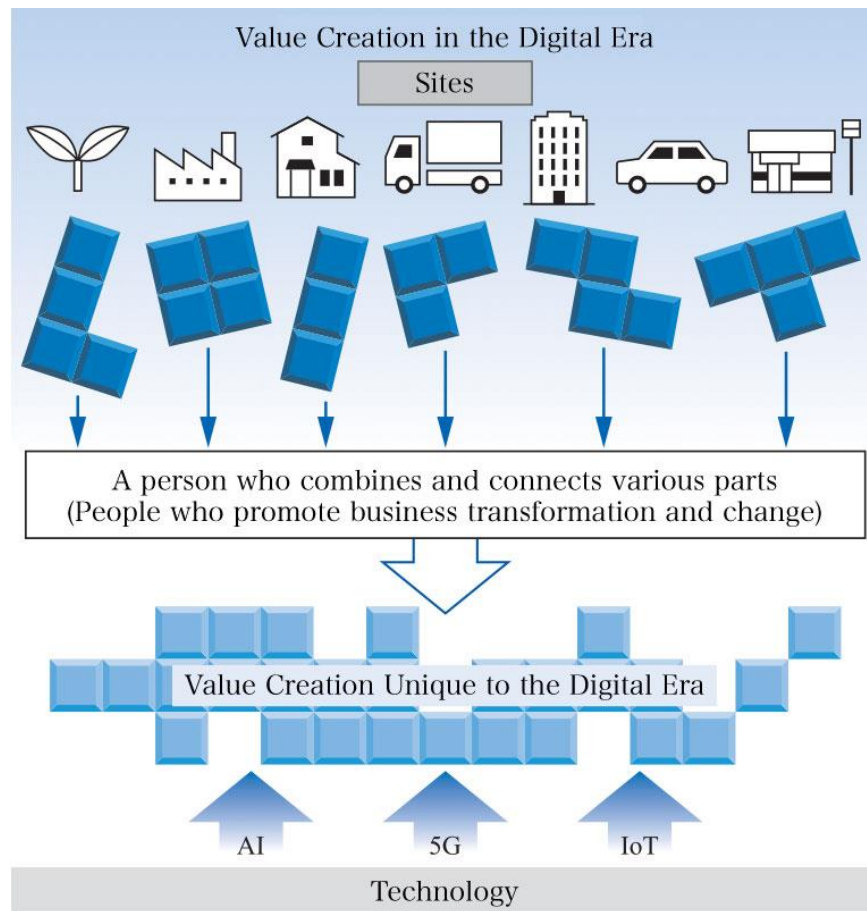 Value Creation in the Digital Era
Sites
A person who combines and connects various parts
(People who promote business transformation and change)
Value Creation Unique to the Digital Era
AI 5G IoT
Technology